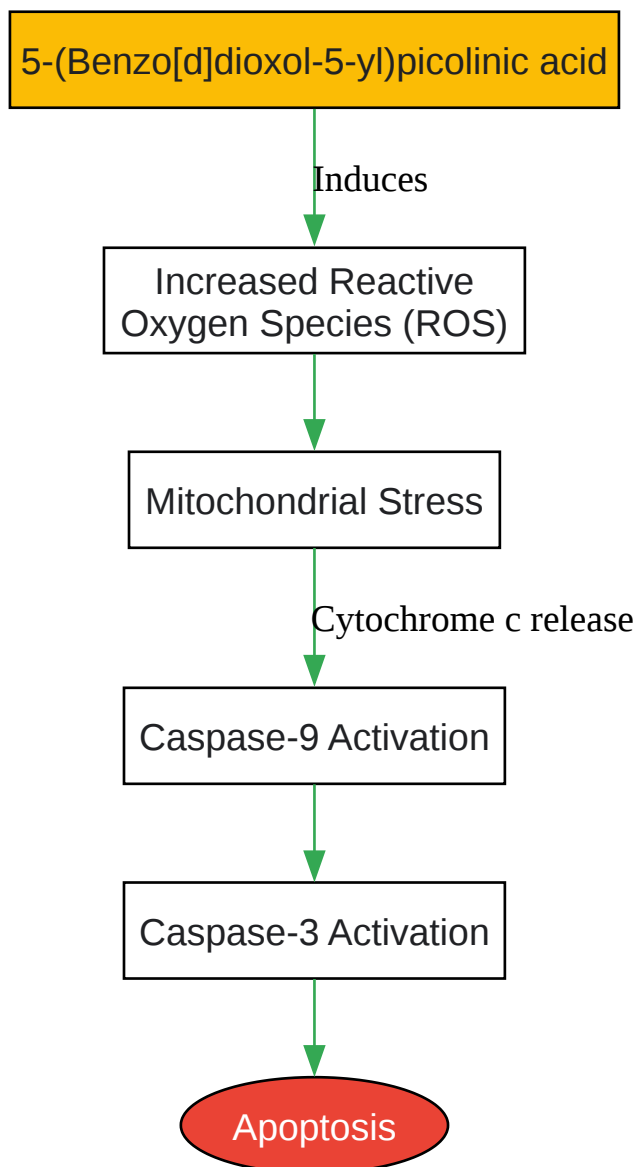 5-(Benzo[d]dioxol-5-yl)picolinic acid
Induces
Increased Reactive
Oxygen Species (ROS)
Mitochondrial Stress
Cytochrome c release
Caspase-9 Activation
Caspase-3 Activation
Apoptosis